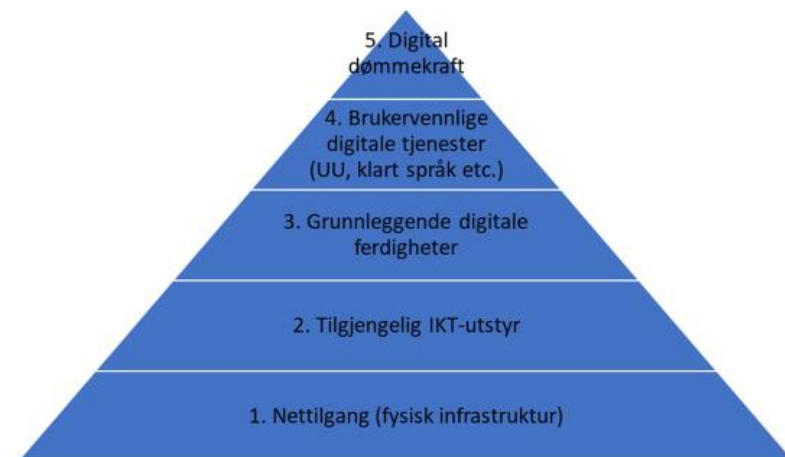 5. Digital
dømmekraft
4. Brukervennlige
digitale tjenester
(UU, klart språk etc.)
3. Grunnleggende digitale
ferdigheter
2. Tilgjengelig IKT-utstyr
1. Nettilgang (fysisk infrastruktur)